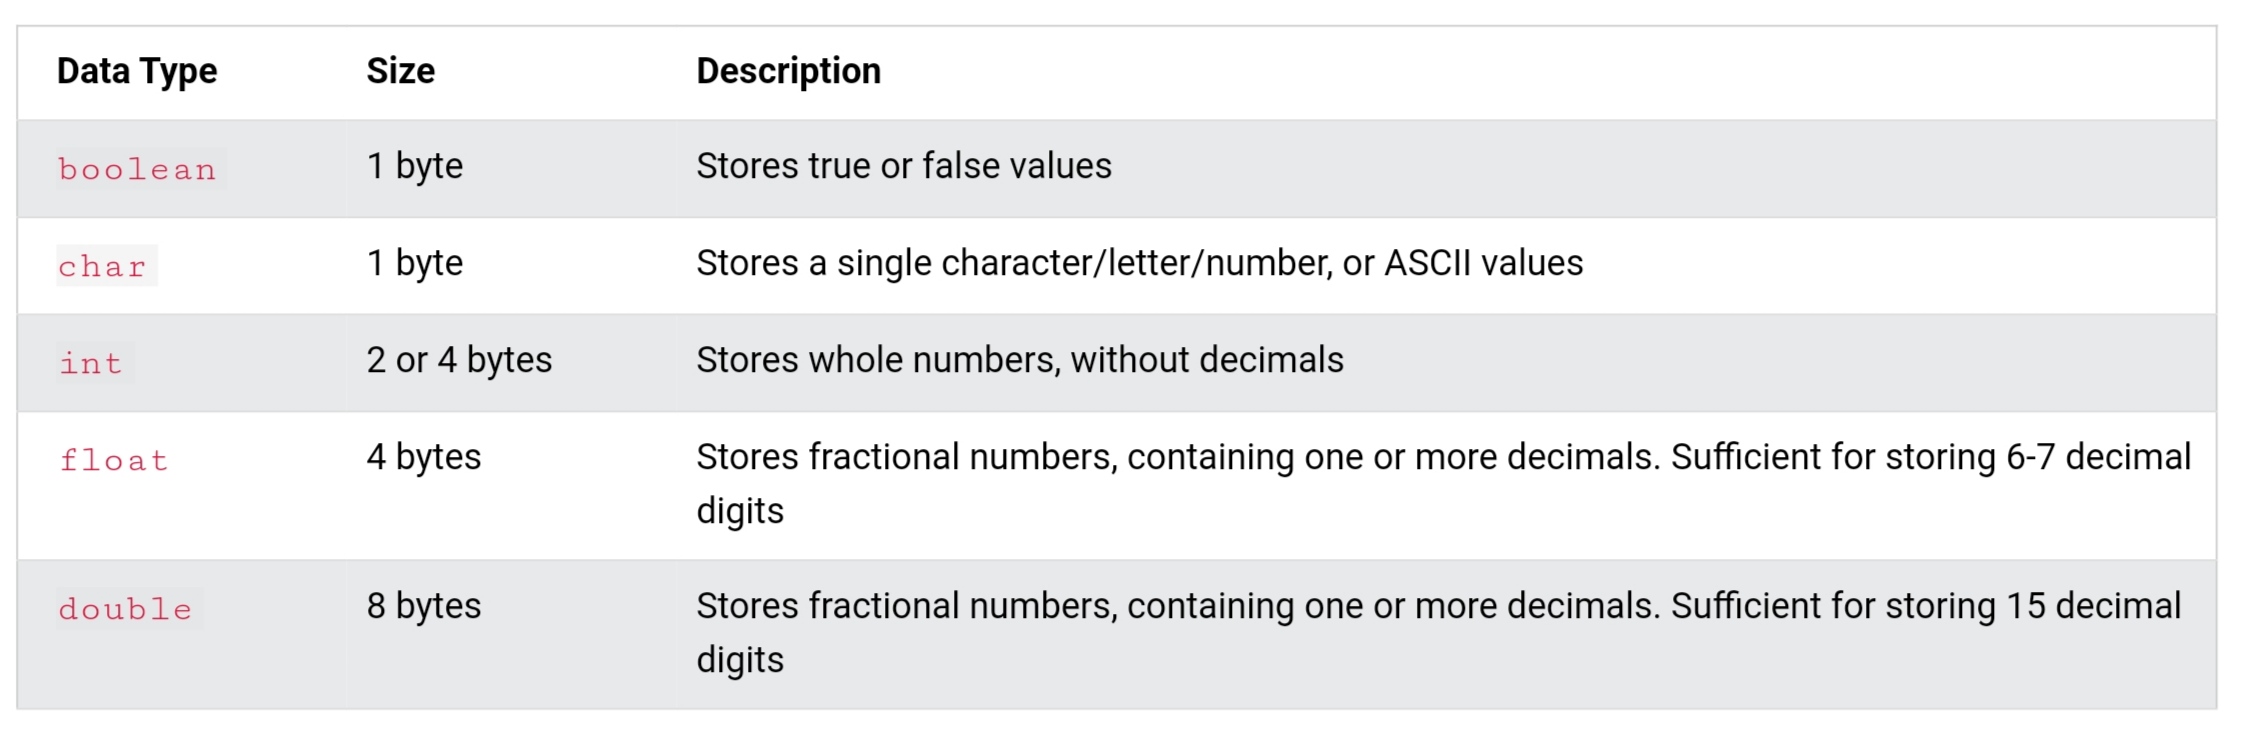 Data Type Size Description
boolean 1 byte Stores true or false values
char 1 byte Stores a single character/letter/number, or ASCII values
int 2 or 4 bytes Stores whole numbers, without decimals
float 4 bytes Stores fractional numbers, containing one or more decimals. Sufficient for storing 6-7 decimal
digits
double 8 bytes Stores fractional numbers, containing one or more decimals. Sufficient for storing 15 decimal
digits